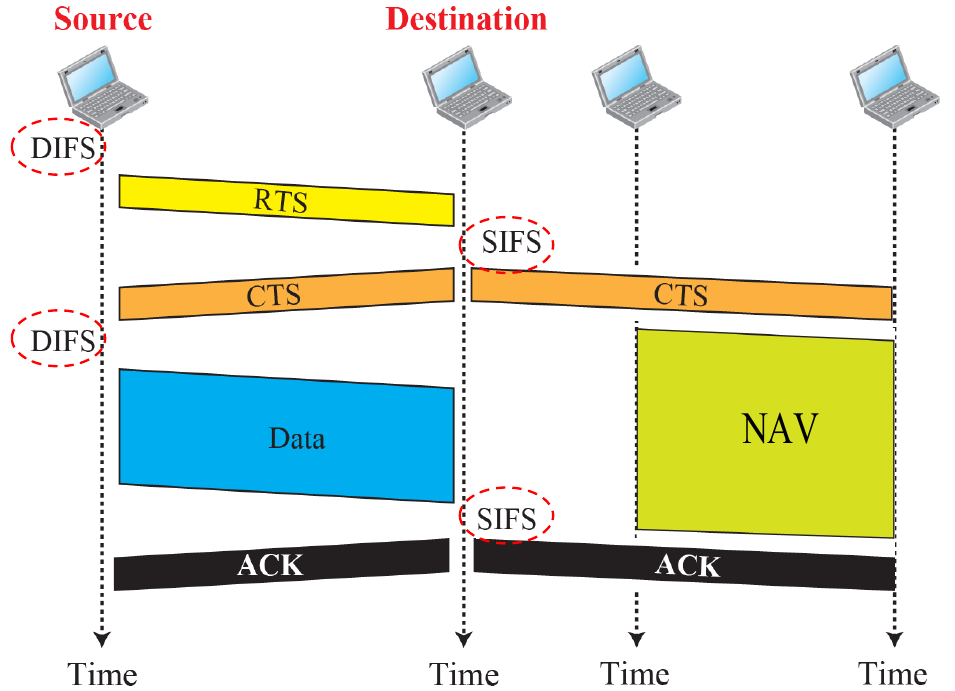 Source
Destination
DIFS
RTS
SIFS
CTS
CTS
DIFS
Data
NAV
SIFS
ACK
ACK
Time
Time
Time
Time